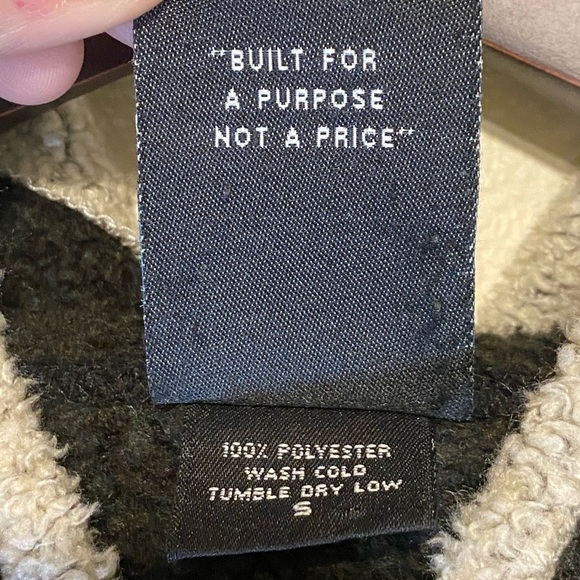 "BUILT FOR
A PURPOSE
NOT A PRICE"
100% POLYESTER
WASH COLD
TUMBLE DRY LOW
S